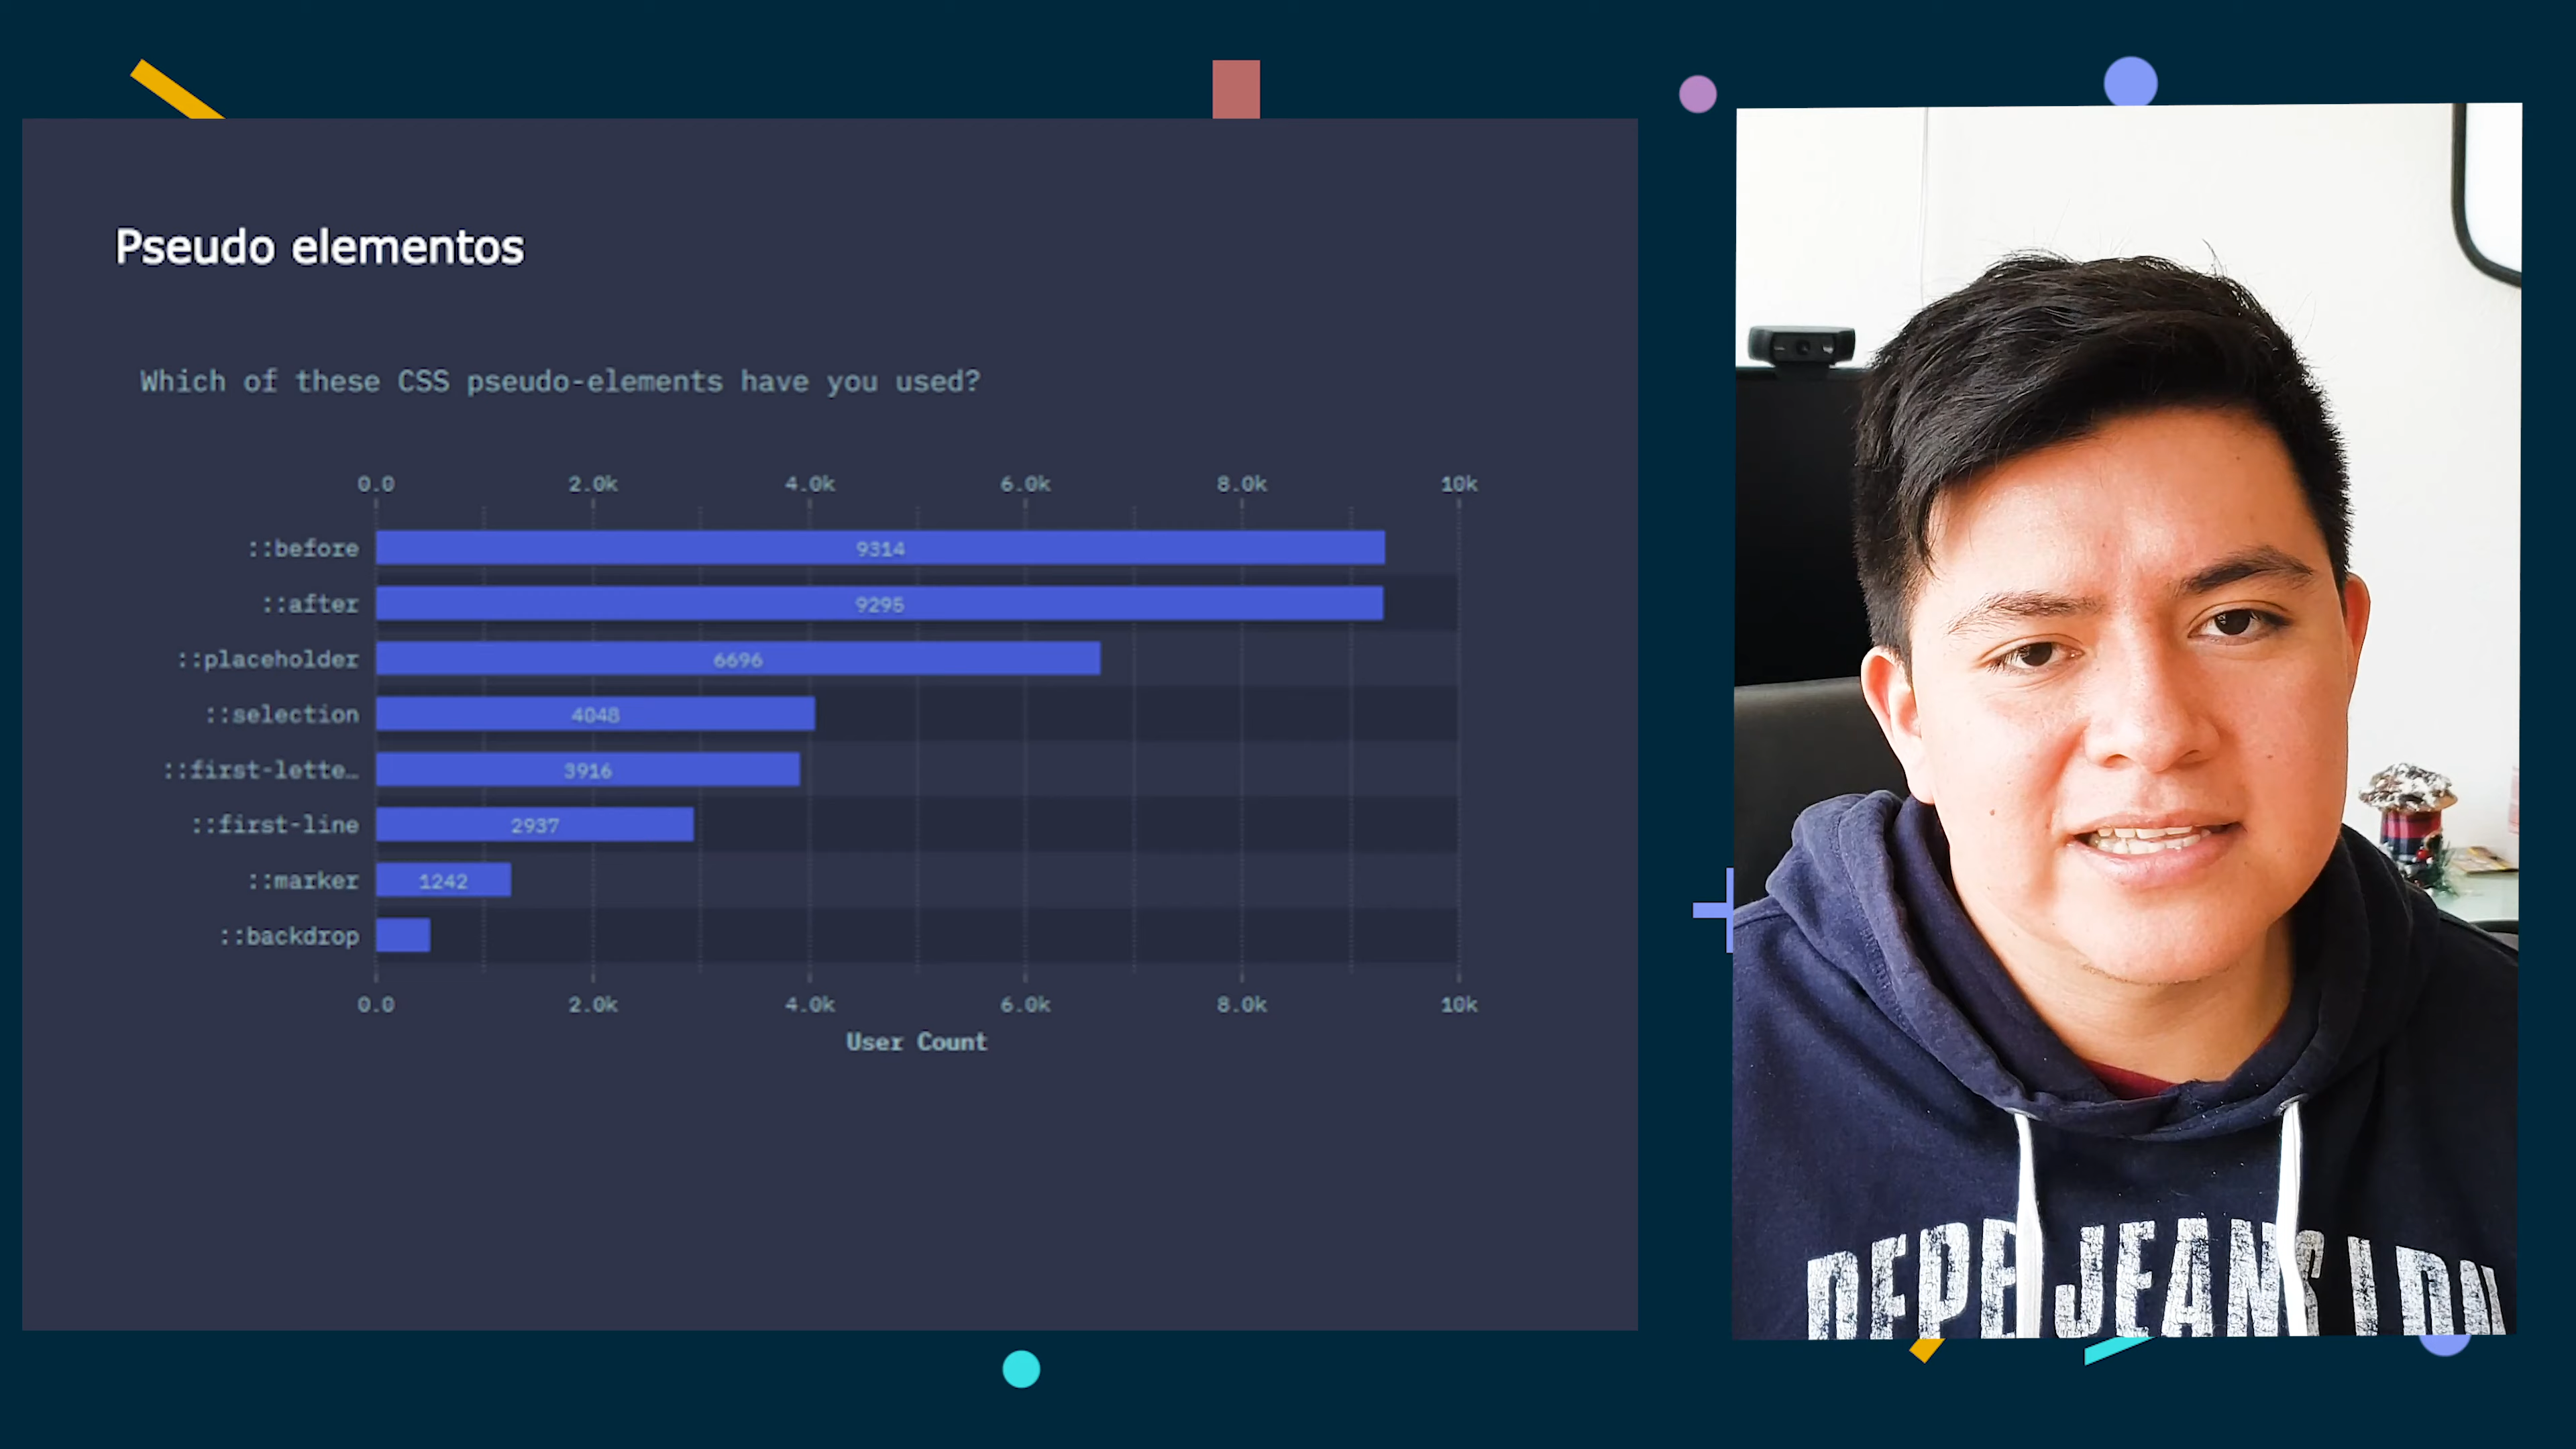 Pseudo elementos
Which of these CSS pseudo-elements have you used?
0.0 2.0k 4.0k 6.0k 8.0k 10k
::before 9314
::after 9295
::placeholder 6696
::selection 4048
::first-lette… 3916
::first-line 2937
::marker 1242
::backdrop
0.0 2.0k 4.0k 6.0k 8.0k 10k
User Count
PEPE JEANS